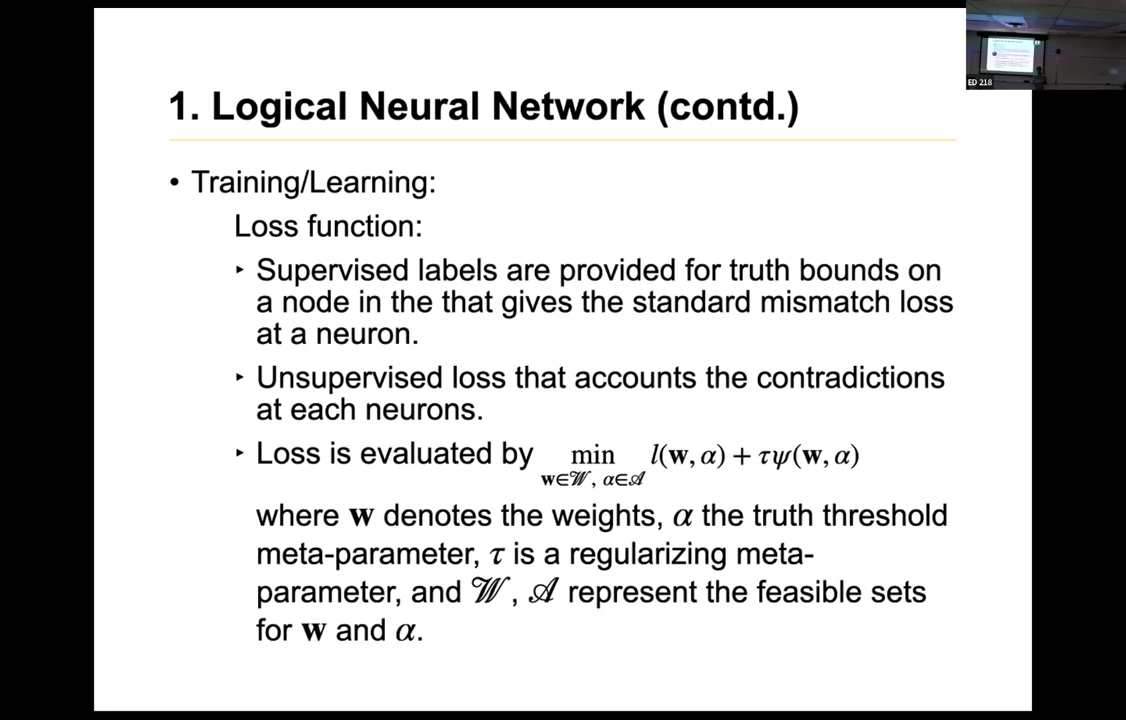 1. Logical Neural Network (contd.)
• Training/Learning:
Loss function:
‣ Supervised labels are provided for truth bounds on
a node in the that gives the standard mismatch loss
at a neuron.
‣ Unsupervised loss that accounts the contradictions
at each neurons.
‣ Loss is evaluated by min l(w, α) + τψ(w, α)
w∈𝒲, α∈𝒜
where w denotes the weights, α the truth threshold
meta-parameter, τ is a regularizing meta-
parameter, and 𝒲, 𝒜 represent the feasible sets
for w and α.
ED 218